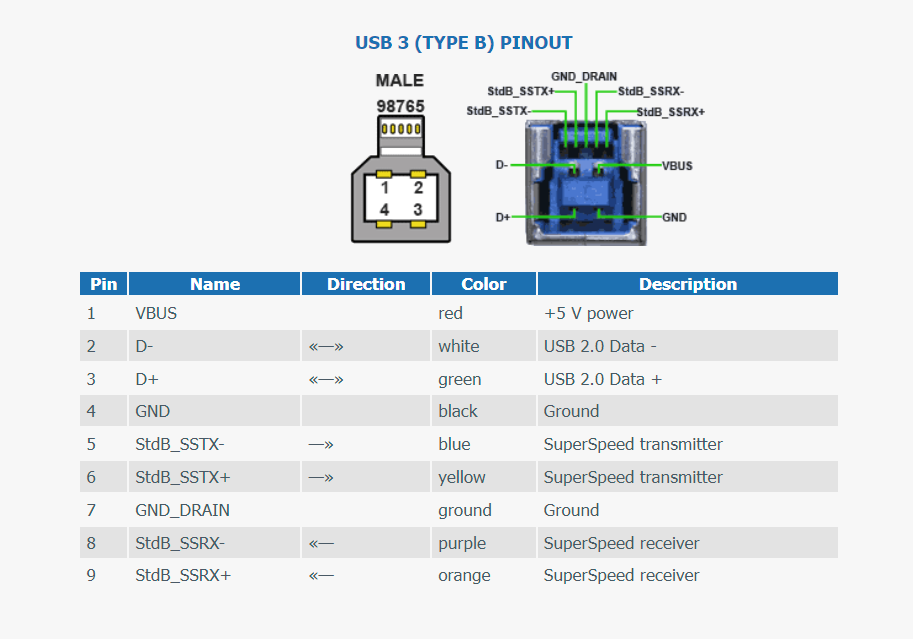 USB 3 (TYPE B) PINOUT
MALE
98765
1 2
4 3
GND_DRAIN
StdB_SSTX+ StdB_SSRX-
StdB_SSTX- StdB_SSRX+
D- VBUS
D+ GND
Pin Name Direction Color Description
1 VBUS red +5 V power
2 D- «—» white USB 2.0 Data -
3 D+ «—» green USB 2.0 Data +
4 GND black Ground
5 StdB_SSTX- —» blue SuperSpeed transmitter
6 StdB_SSTX+ —» yellow SuperSpeed transmitter
7 GND_DRAIN ground Ground
8 StdB_SSRX- «— purple SuperSpeed receiver
9 StdB_SSRX+ «— orange SuperSpeed receiver